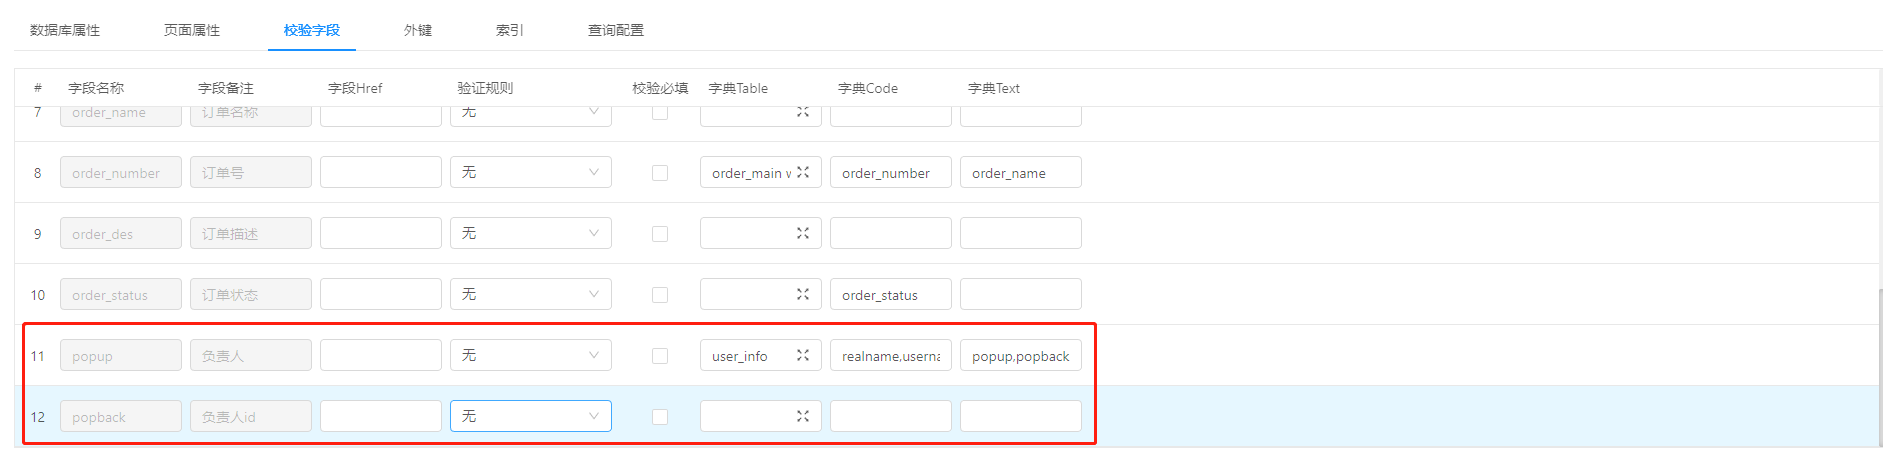 数据库属性 页面属性 校验字段 外键 索引 查询配置
# 字段名称 字段备注 字段Href 验证规则 校验必填 字典Table 字典Code 字典Text
7 order_name 订单名称 无
8 order_number 订单号 无 order_main order_number order_name
9 order_des 订单描述 无
10 order_status 订单状态 无 order_status
11 popup 负责人 无 user_info realname,userna popup,popback
12 popback 负责人id 无